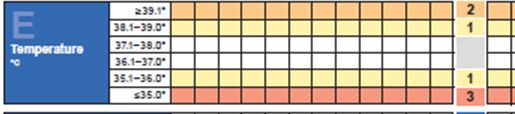 ≥39.1° 2
E 38.1–39.0° 1
Temperature 37.1–38.0°
°C 36.1–37.0°
35.1–36.0° 1
≤35.0° 3